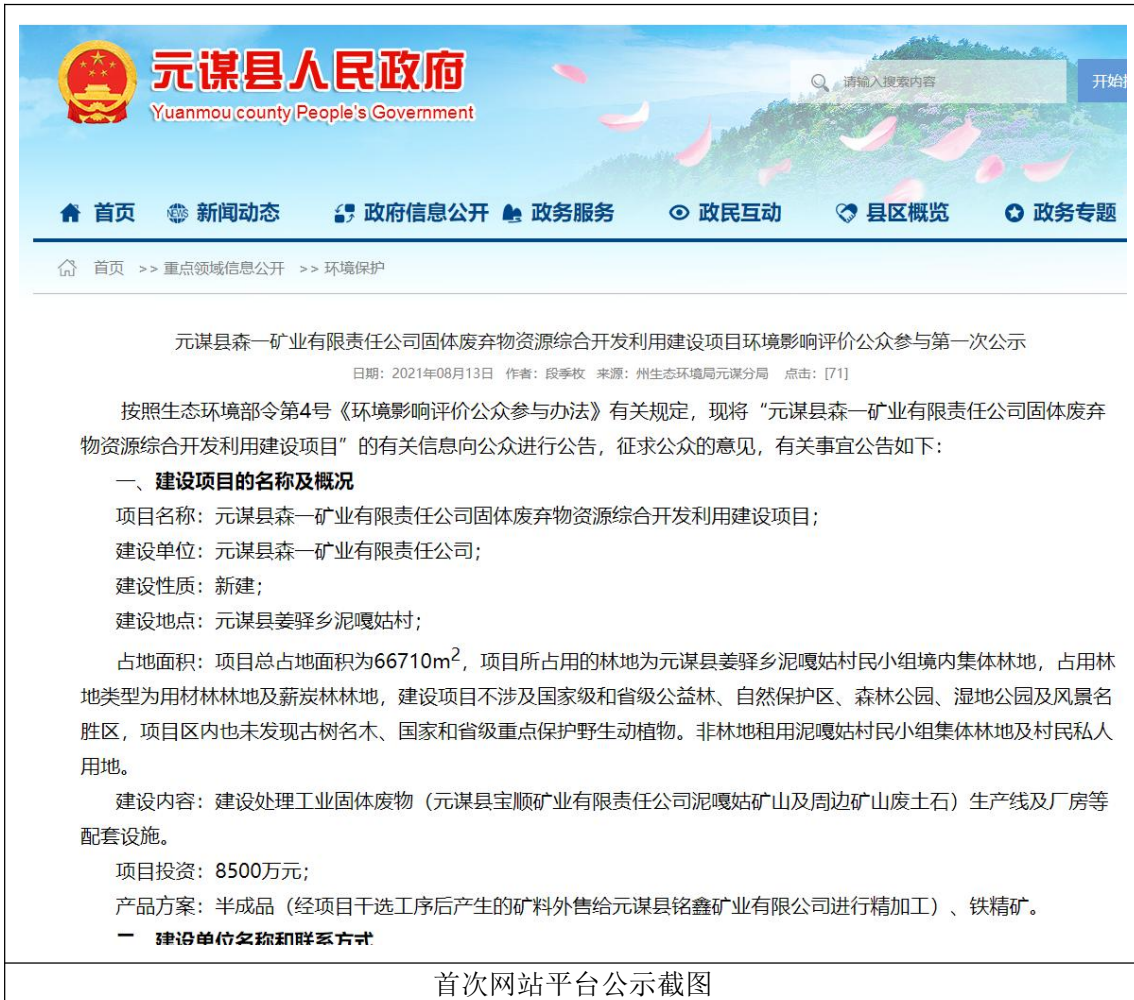 元谋县人民政府
Yuanmou county People's Government
请输入搜索内容
开始
首页 NEWS 新闻动态 政府信息公开 政务服务 政民互动 县区概览 政务专题
首页 >> 重点领域信息公开 >> 环境保护
元谋县森一矿业有限责任公司固体废弃物资源综合开发利用建设项目环境影响评价公众参与第一次公示
日期：2021年08月13日 作者：段季枚 来源：州生态环境局元谋分局 点击：[71]
按照生态环境部令第4号《环境影响评价公众参与办法》有关规定，现将“元谋县森一矿业有限责任公司固体废弃
物资源综合开发利用建设项目”的有关信息向公众进行公告，征求公众的意见，有关事宜公告如下：
一、建设项目的名称及概况
项目名称：元谋县森一矿业有限责任公司固体废弃物资源综合开发利用建设项目；
建设单位：元谋县森一矿业有限责任公司；
建设性质：新建；
建设地点：元谋县姜驿乡泥嘎姑村；
占地面积：项目总占地面积为66710m²，项目所占用的林地为元谋县姜驿乡泥嘎姑村民小组境内集体林地，占用林
地类型为用材林林地及薪炭林林地，建设项目不涉及国家级和省级公益林、自然保护区、森林公园、湿地公园及风景名
胜区，项目区内也未发现古树名木、国家和省级重点保护野生动植物。非林地租用泥嘎姑村民小组集体林地及村民私人
用地。
建设内容：建设处理工业固体废物（元谋县宝顺矿业有限责任公司泥嘎姑矿山及周边矿山废土石）生产线及厂房等
配套设施。
项目投资：8500万元；
产品方案：半成品（经项目干选工序后产生的矿料外售给元谋县铭鑫矿业有限公司进行精加工）、铁精矿。
二 建设单位名称和联系方式
首次网站平台公示截图